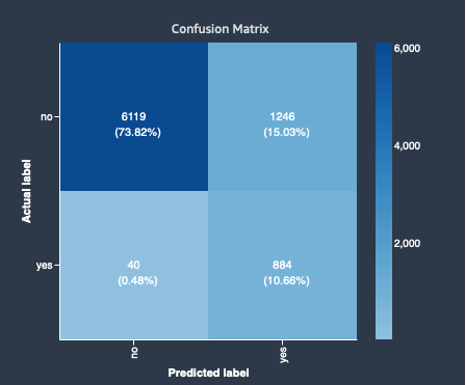 Confusion Matrix
6,000
no
6119
(73.82%)
1246
(15.03%)
4,000
Actual label
2,000
yes
40
(0.48%)
884
(10.66%)
no
yes
Predicted label